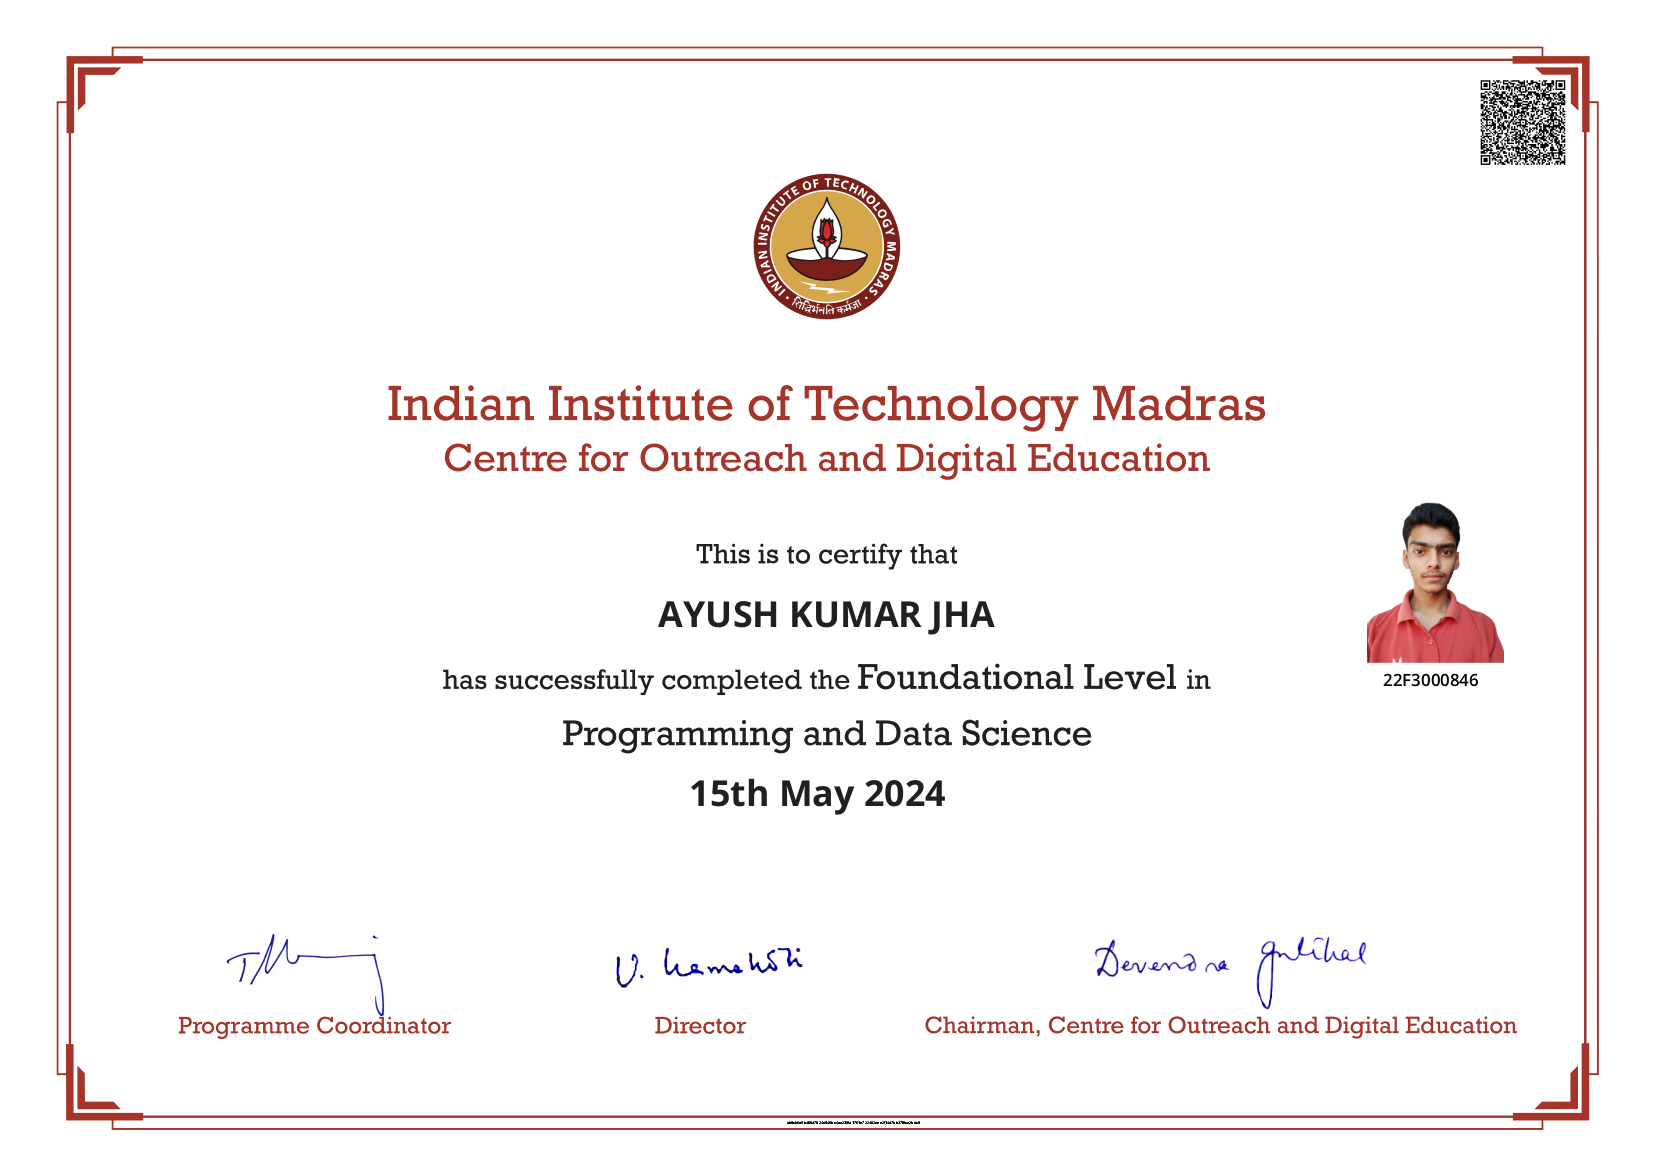 INDIAN INSTITUTE OF TECHNOLOGY MADRAS
सिद्धिर्भवति कर्मजा
Indian Institute of Technology Madras
Centre for Outreach and Digital Education
This is to certify that
AYUSH KUMAR JHA
has successfully completed the Foundational Level in
22F3000846
Programming and Data Science
15th May 2024
V. Kamakoti
Devendra Jalihal
Programme Coordinator
Director
Chairman, Centre for Outreach and Digital Education